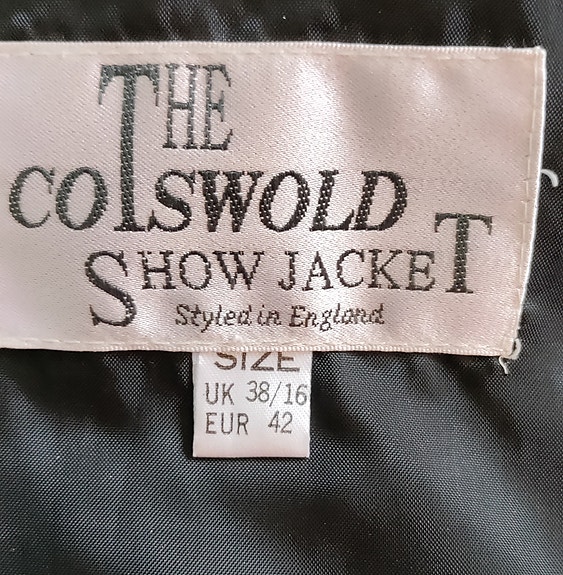 THE
COTSWOLD
SHOW JACKET
Styled in England
SIZE
UK 38/16
EUR 42